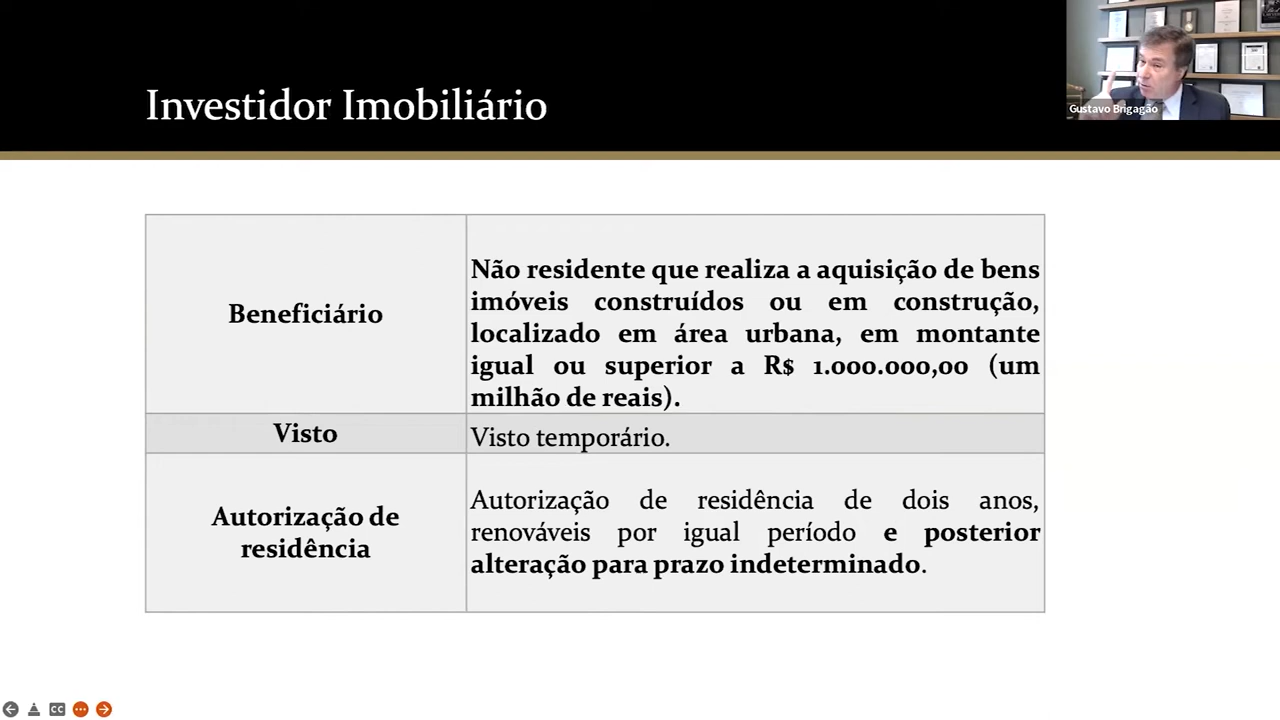 Investidor Imobiliário
Gustavo Brigagão
Beneficiário
Não residente que realiza a aquisição de bens
imóveis construídos ou em construção,
localizado em área urbana, em montante
igual ou superior a R$ 1.000.000,00 (um
milhão de reais).
Visto
Visto temporário.
Autorização de
residência
Autorização de residência de dois anos,
renováveis por igual período e posterior
alteração para prazo indeterminado.
CC